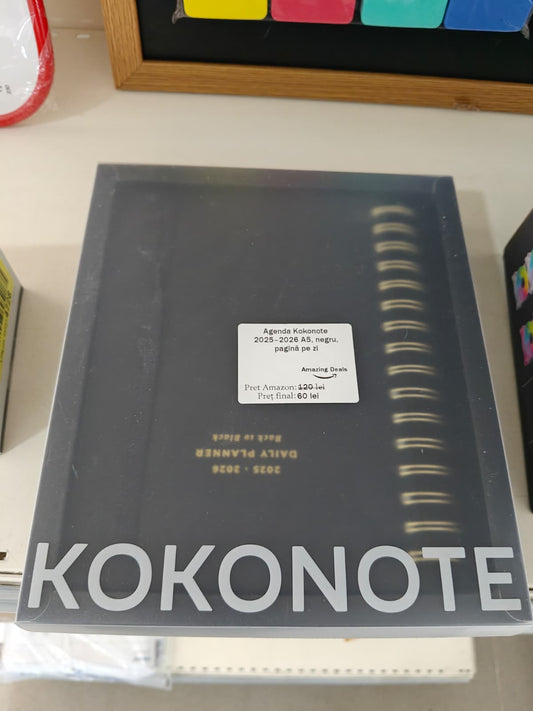 Agenda Kokonote
2025-2026 A5, negru,
pagină pe zi
Amazing Deals
Pret Amazon: 120 lei
Preț final: 60 lei
Back to Black
DAILY PLANNER
2025 · 2026
KOKONOTE